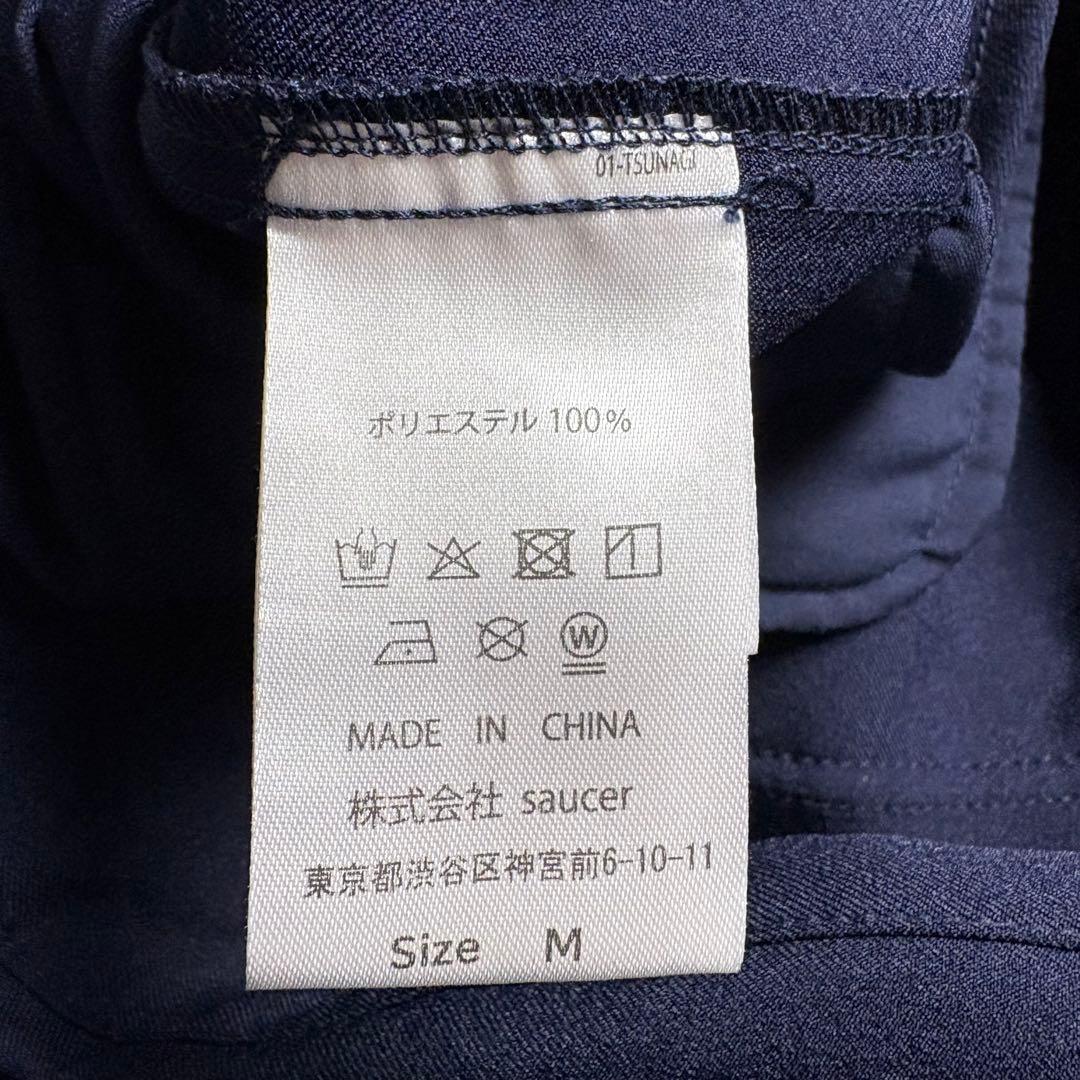 01-TSUNAGI
ポリエステル 100%
W
MADE IN CHINA
株式会社 saucer
東京都渋谷区神宮前6-10-11
Size M